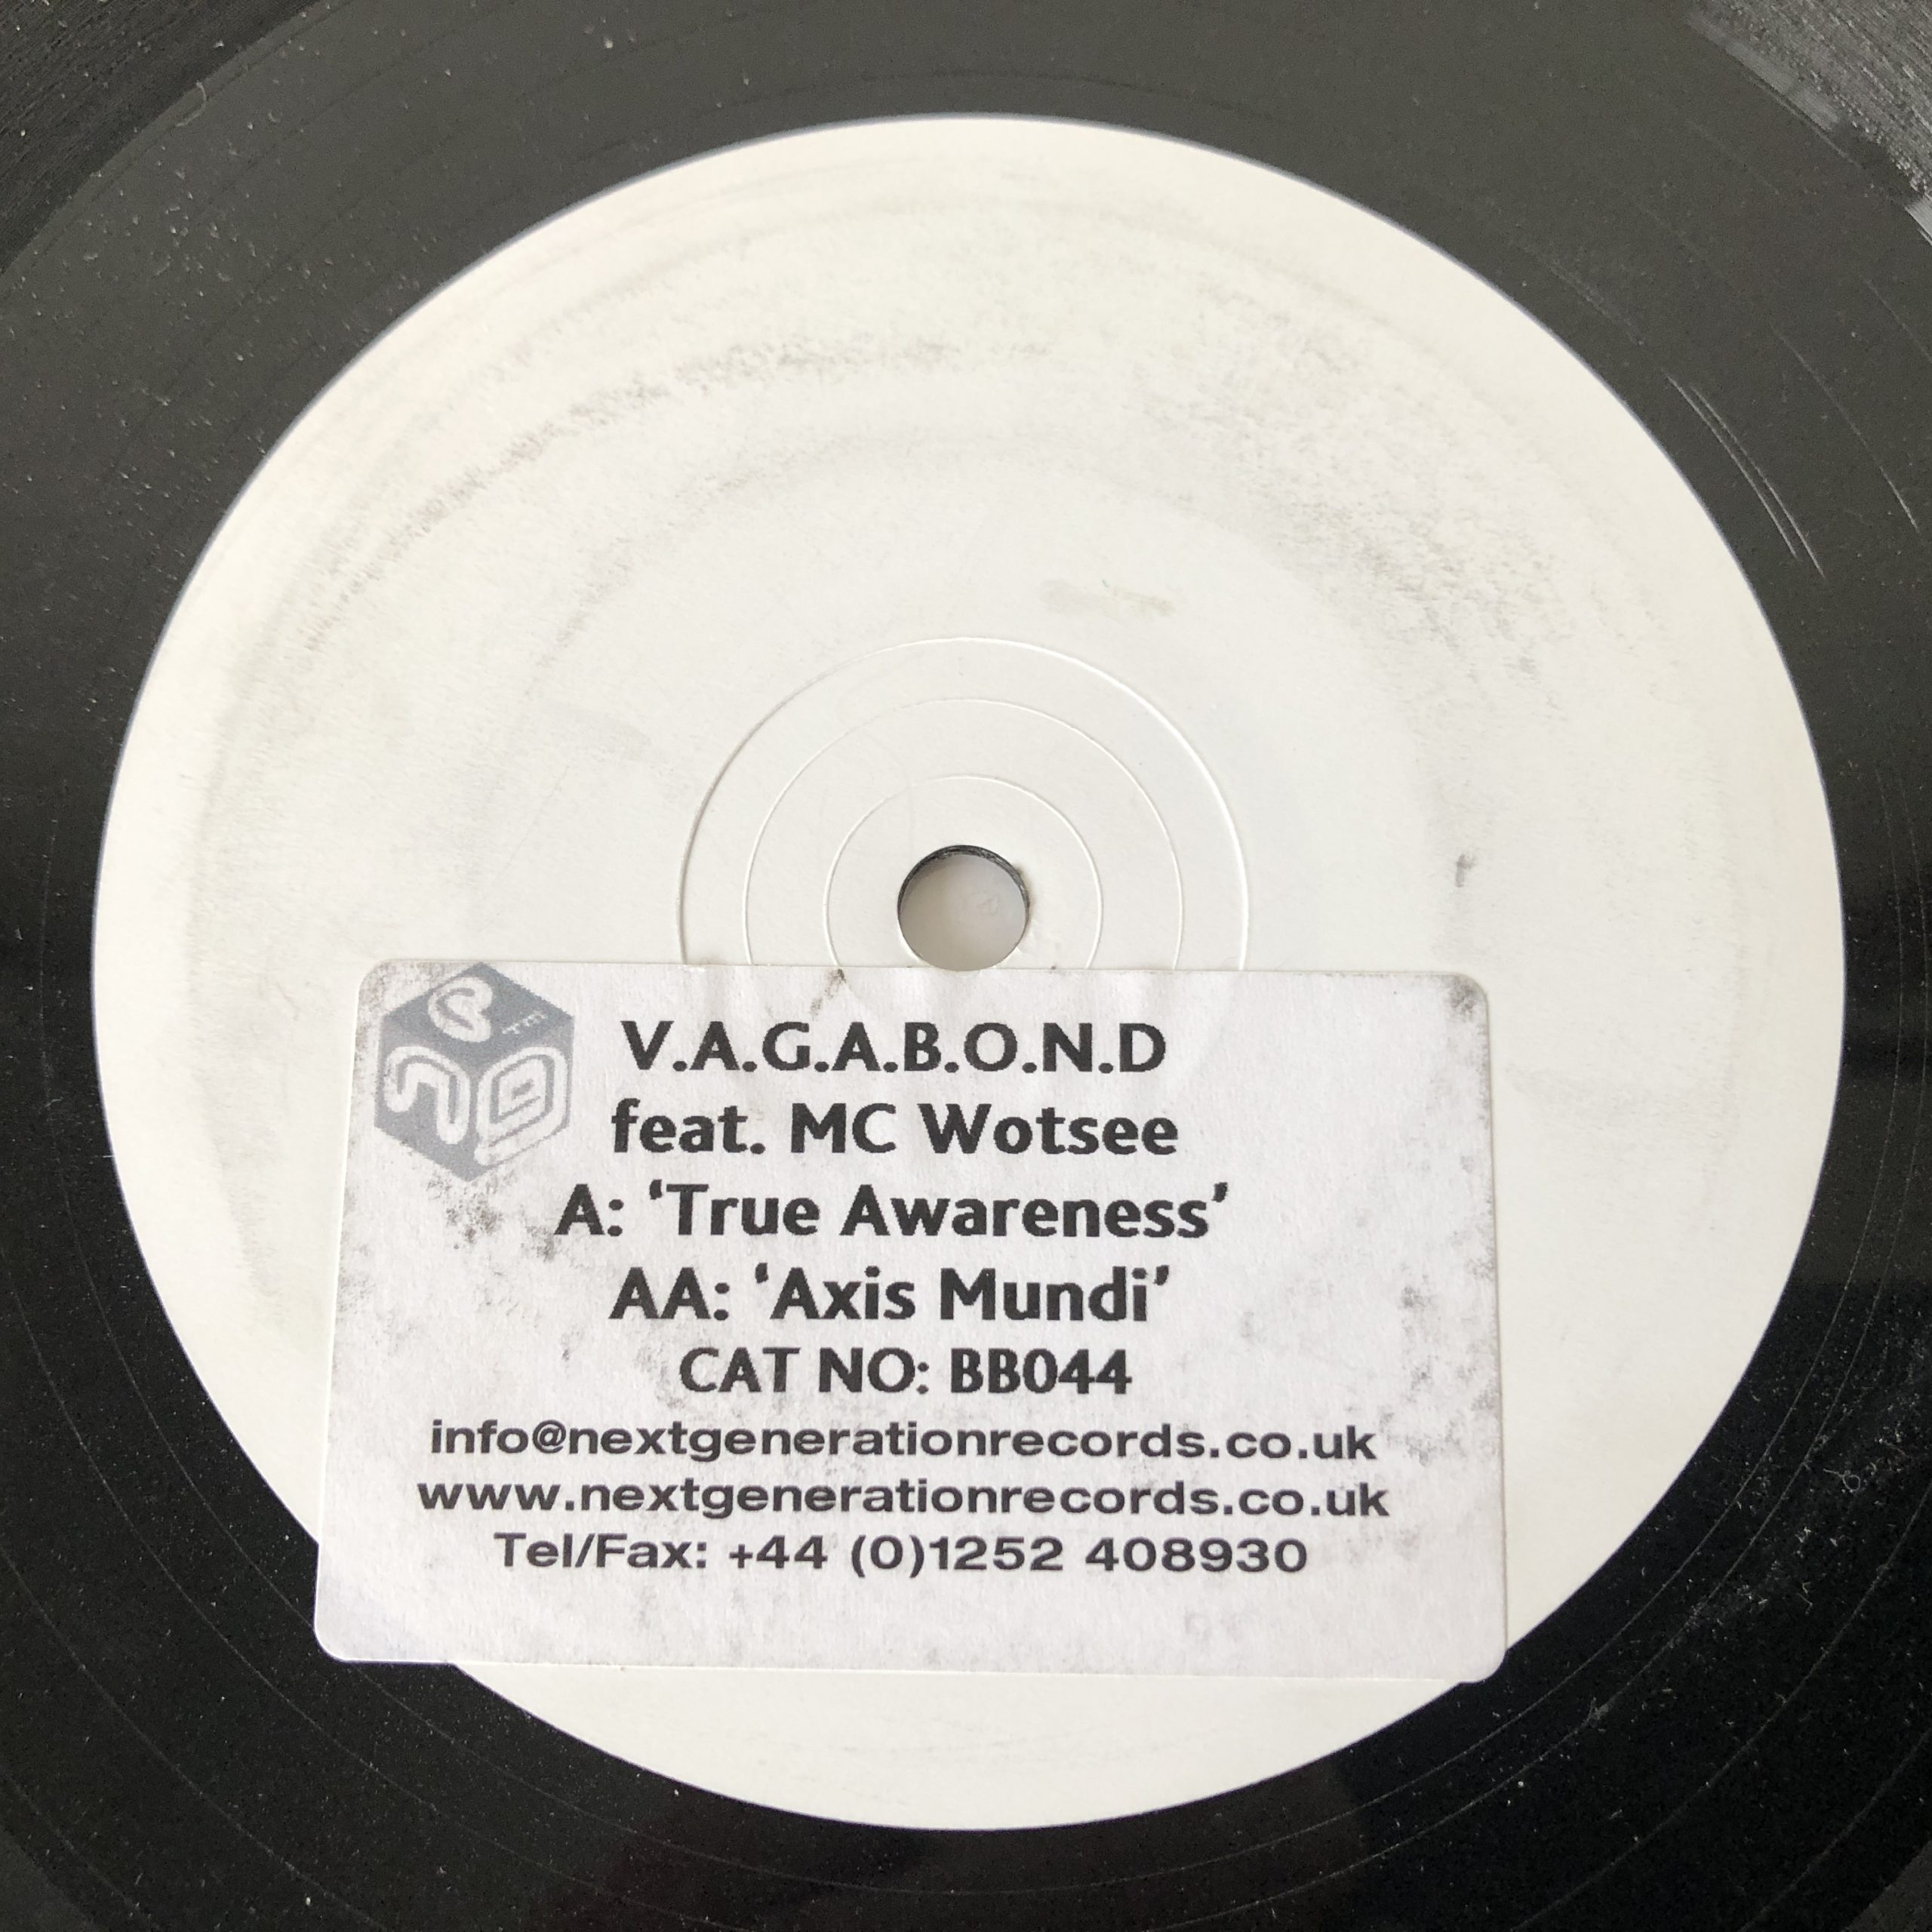 V.A.G.A.B.O.N.D
feat. MC Wotsee
A: ‘True Awareness’
AA: ‘Axis Mundi’
CAT NO: BB044
info@nextgenerationrecords.co.uk
www.nextgenerationrecords.co.uk
Tel/Fax: +44 (0)1252 408930